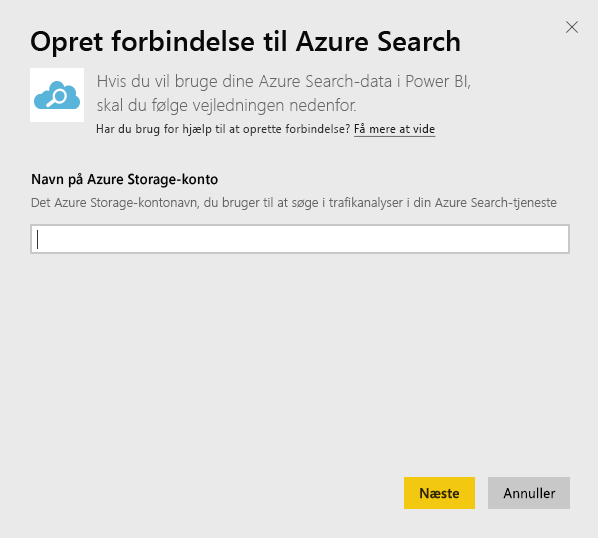 Opret forbindelse til Azure Search
Hvis du vil bruge dine Azure Search-data i Power BI,
skal du følge vejledningen nedenfor.
Har du brug for hjælp til at oprette forbindelse? Få mere at vide
Navn på Azure Storage-konto
Det Azure Storage-kontonavn, du bruger til at søge i trafikanalyser i din Azure Search-tjeneste
Næste
Annuller